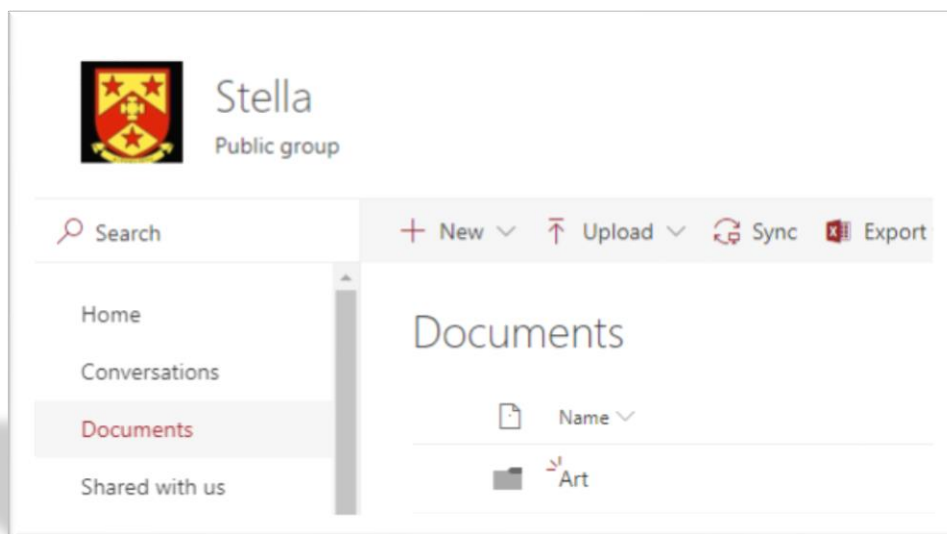 Stella
Public group
Search
New
Upload
Sync
Export
Home
Conversations
Documents
Shared with us
Documents
Name
Art